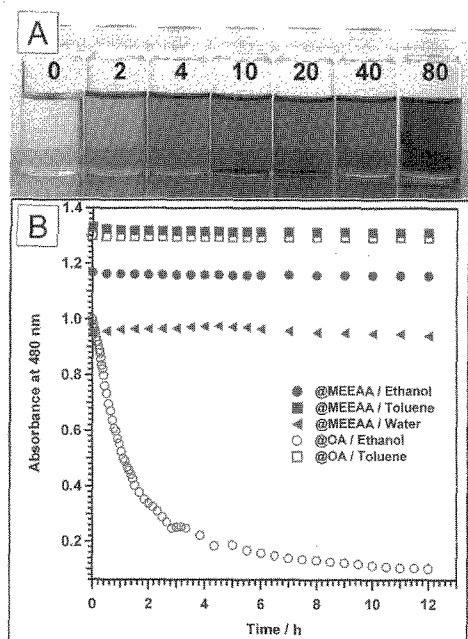 A
0 2 4 10 20 40 80
B
1.4
1.2
1.0
0.8
0.6
0.4
0.2
Absorbance at 480 nm
@MEEAA / Ethanol
@MEEAA / Toluene
@MEEAA / Water
@OA / Ethanol
@OA / Toluene
0 2 4 6 8 10 12
Time / h